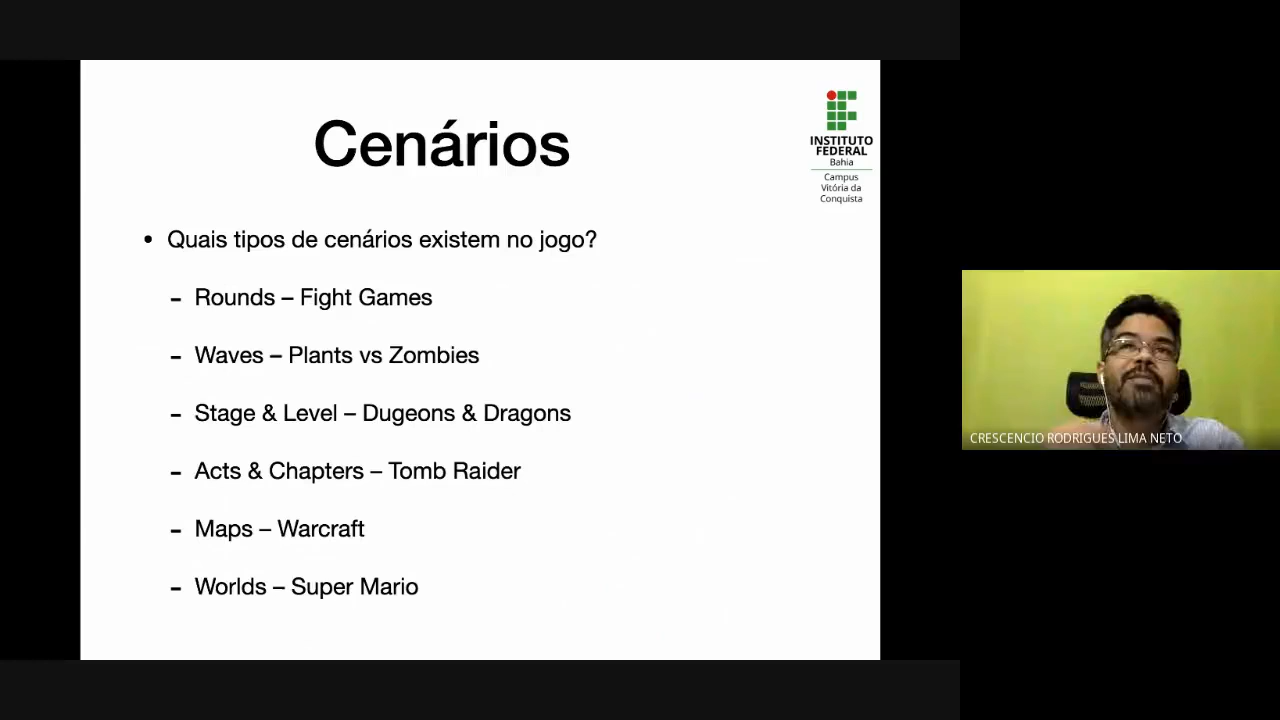 Cenários
INSTITUTO
FEDERAL
Bahia
Campus
Vitória da
Conquista
• Quais tipos de cenários existem no jogo?
- Rounds – Fight Games
- Waves – Plants vs Zombies
- Stage & Level – Dugeons & Dragons
- Acts & Chapters – Tomb Raider
- Maps – Warcraft
- Worlds – Super Mario
CRESCENCIO RODRIGUES LIMA NETO